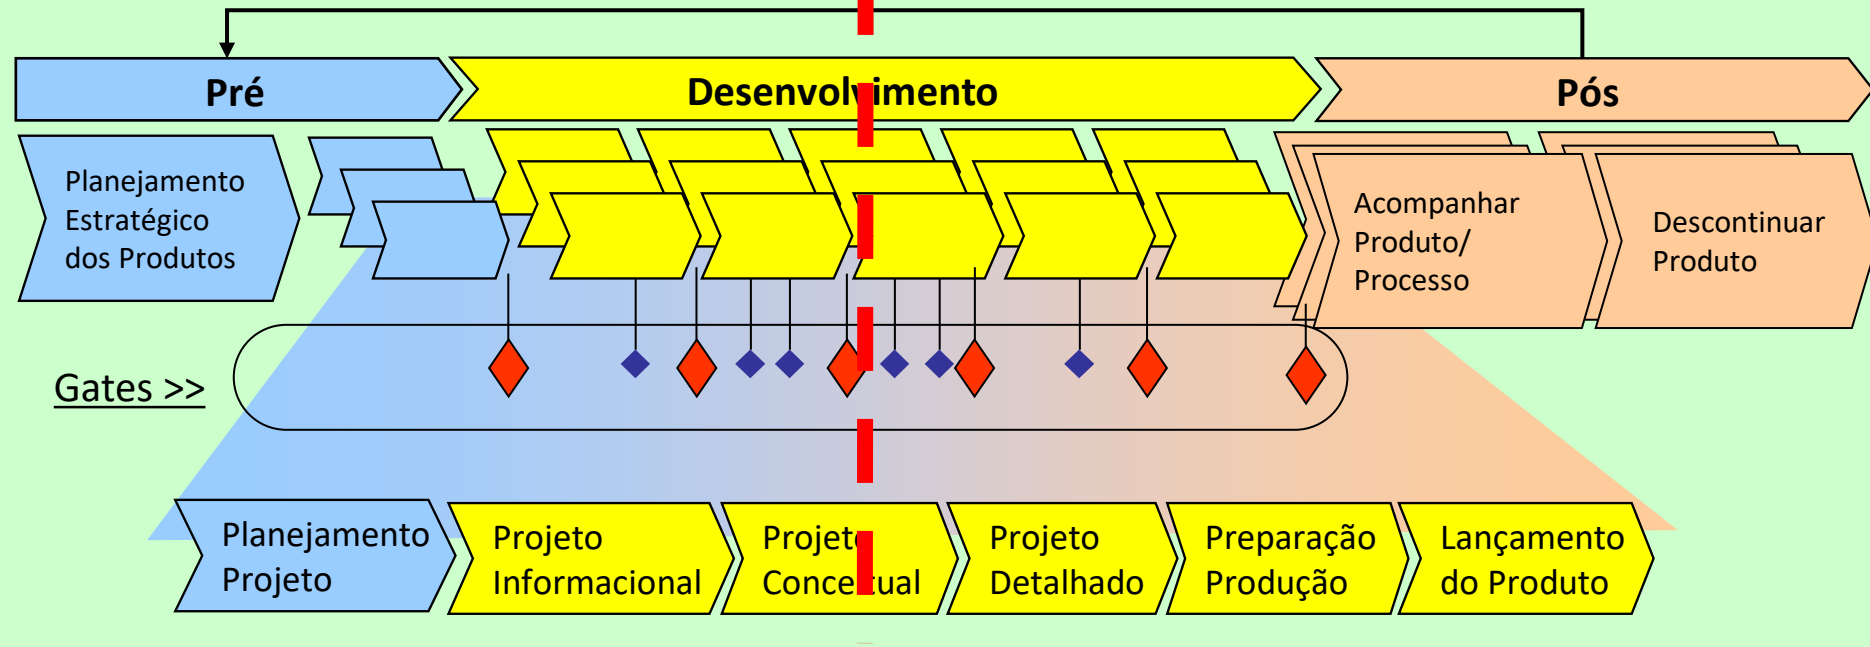 Pré
Desenvolvimento
Pós
Planejamento
Estratégico
dos Produtos
Acompanhar
Produto/
Processo
Descontinuar
Produto
Gates >>
Planejamento
Projeto
Projeto
Informacional
Projeto
Conceitual
Projeto
Detalhado
Preparação
Produção
Lançamento
do Produto